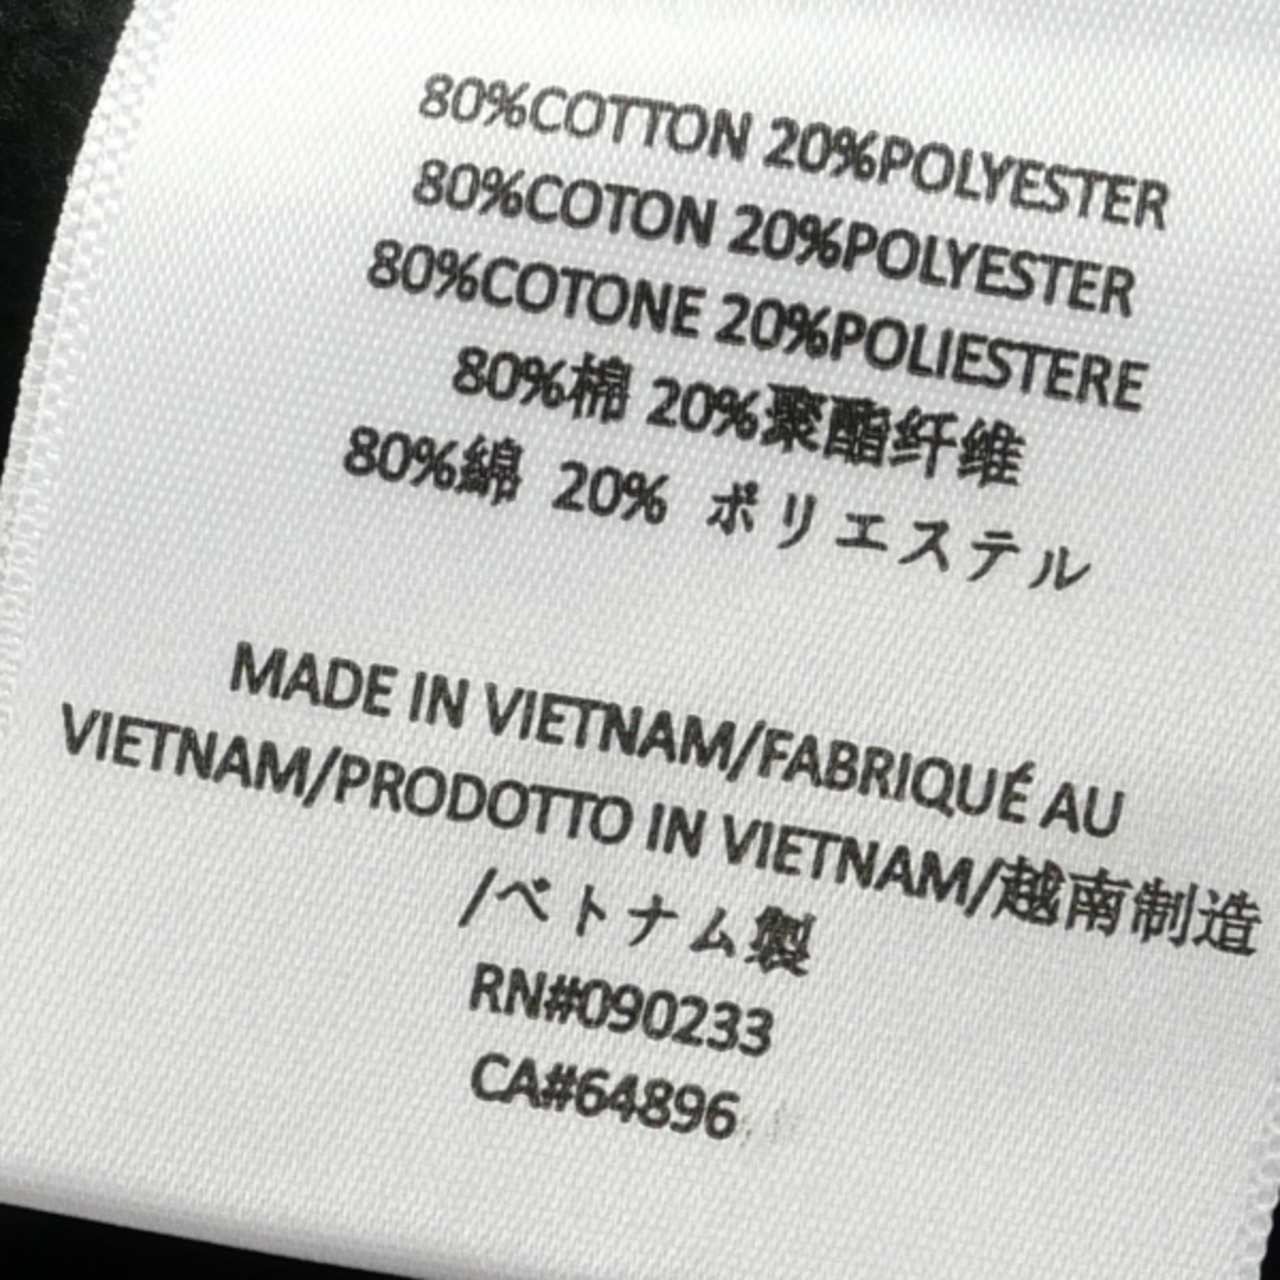 80%COTTON 20%POLYESTER
80%COTON 20%POLYESTER
80%COTONE 20%POLIESTERE
80%棉 20%聚酯纤维
80%綿 20% ポリエステル
MADE IN VIETNAM/FABRIQUÉ AU
VIETNAM/PRODOTTO IN VIETNAM/越南制造
/ベトナム製
RN#090233
CA#64896